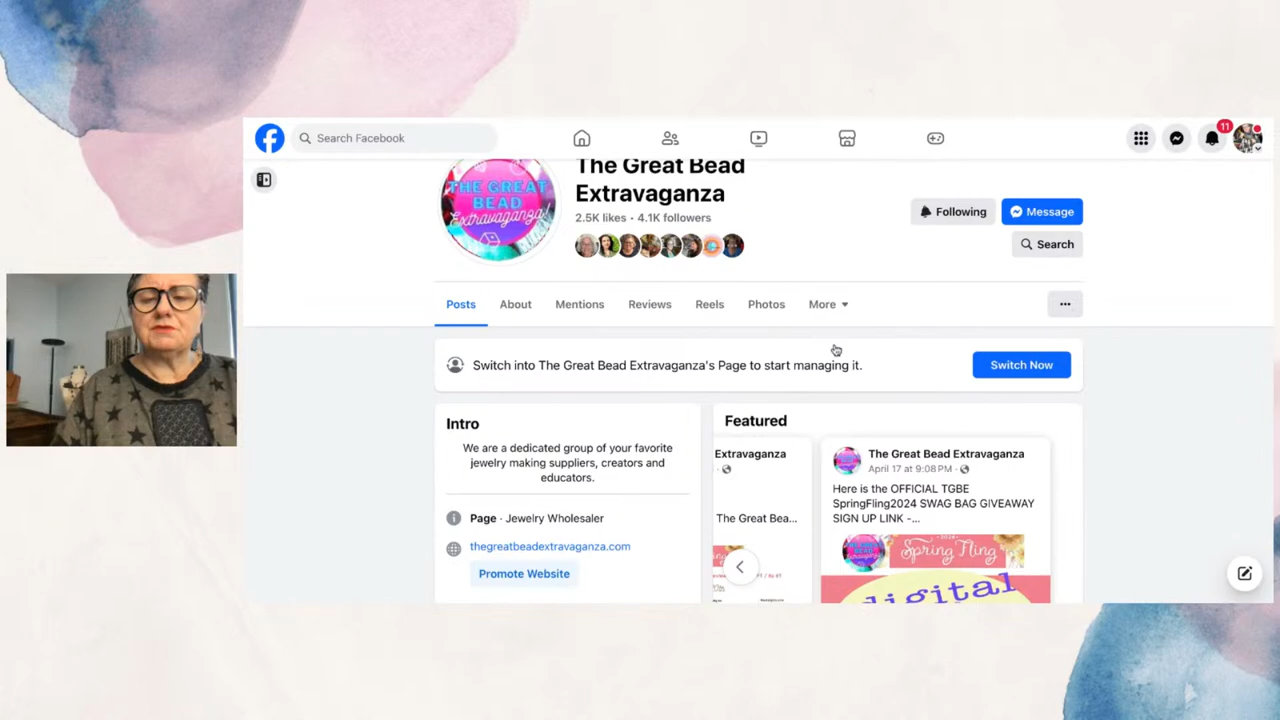 Search Facebook
11
The Great Bead
Extravaganza
THE GREAT
BEAD
Extravaganza!
2.5K likes • 4.1K followers
Following
Message
Search
Posts
About
Mentions
Reviews
Reels
Photos
More
Switch into The Great Bead Extravaganza's Page to start managing it.
Switch Now
Intro
We are a dedicated group of your favorite
jewelry making suppliers, creators and
educators.
Page · Jewelry Wholesaler
thegreatbeadextravaganza.com
Promote Website
Featured
Extravaganza
The Great Bea...
The Great Bead Extravaganza
April 17 at 9:08 PM
Here is the OFFICIAL TGBE
SpringFling2024 SWAG BAG GIVEAWAY
SIGN UP LINK -...
Spring Fling
digital